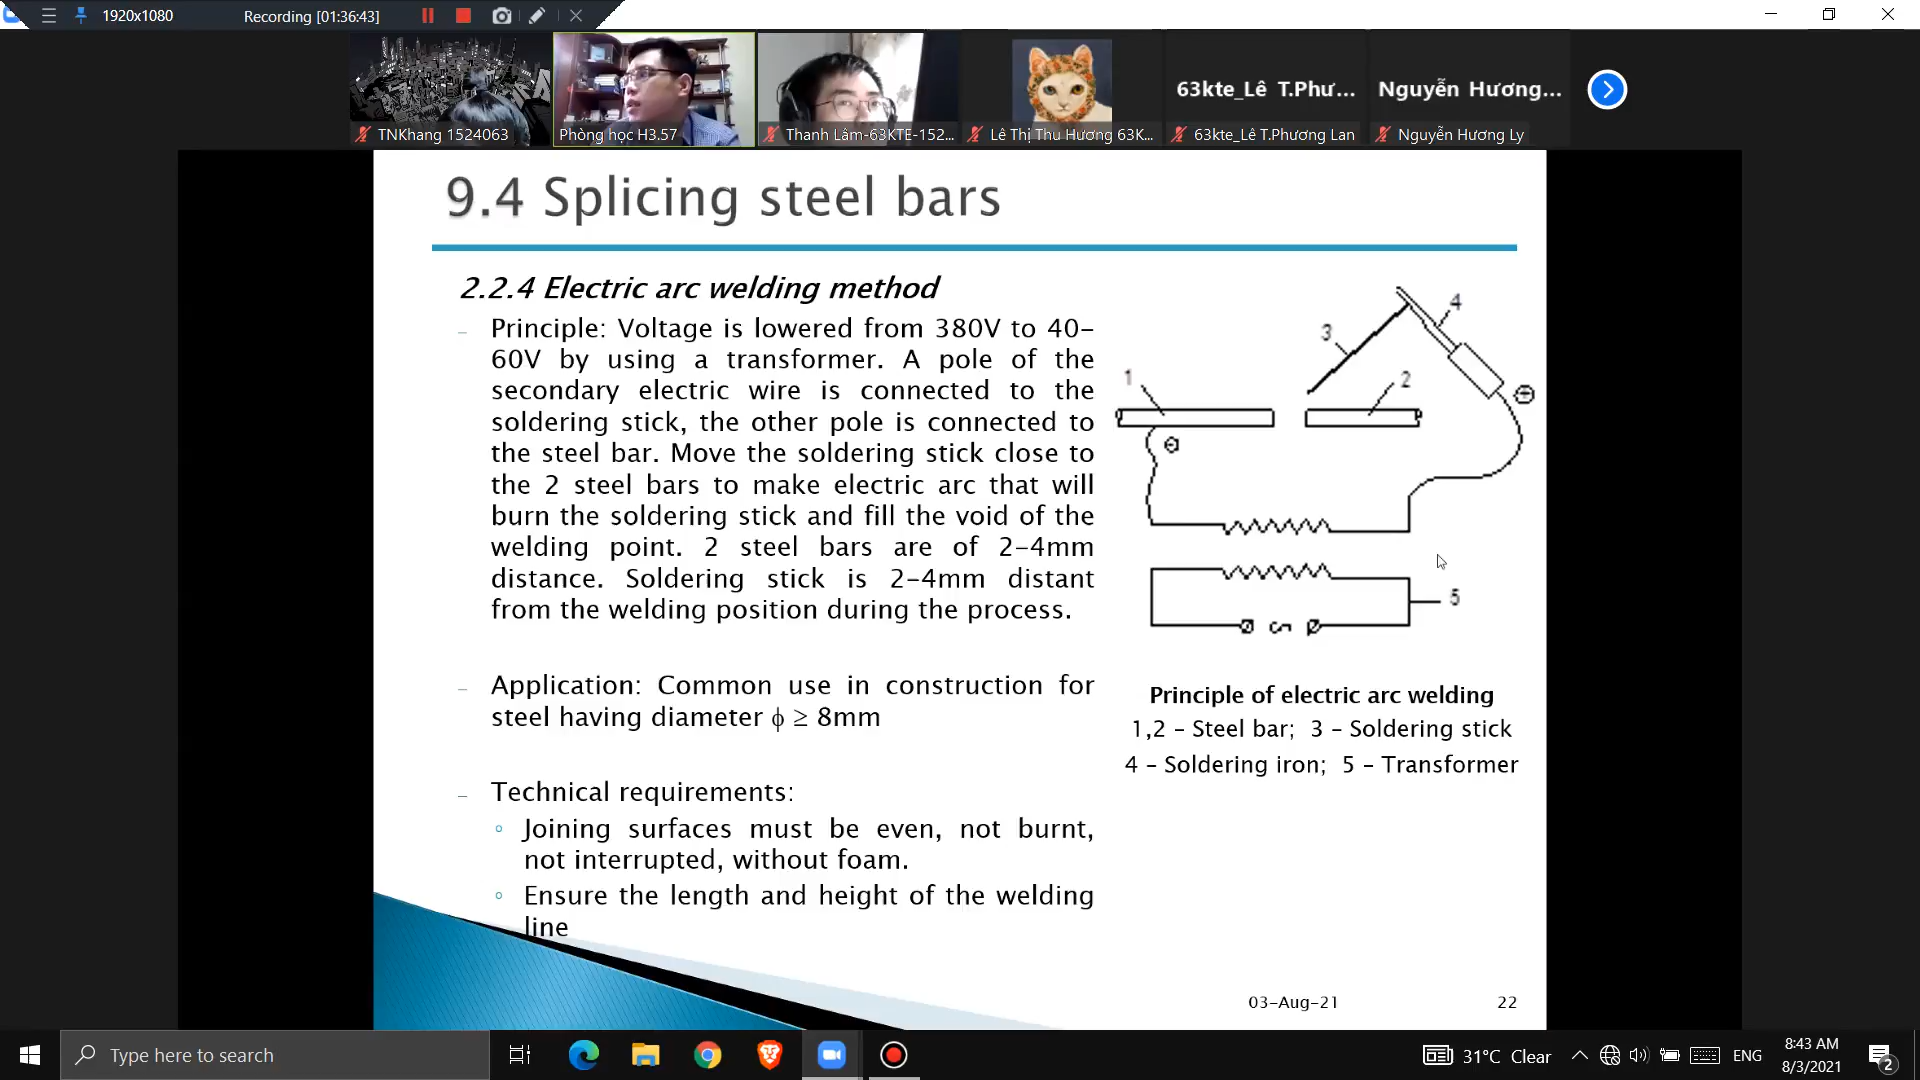 1920x1080
Recording [01:36:43]
TNKhang 1524063
Phòng học H3.57
Thanh Lâm-63KTE-152...
Lê Thị Thu Hương 63K...
63kte_Lê T.Phư...
63kte_Lê T.Phương Lan
Nguyễn Hương...
Nguyễn Hương Ly
9.4 Splicing steel bars
2.2.4 Electric arc welding method
– Principle: Voltage is lowered from 380V to 40–
60V by using a transformer. A pole of the
secondary electric wire is connected to the
soldering stick, the other pole is connected to
the steel bar. Move the soldering stick close to
the 2 steel bars to make electric arc that will
burn the soldering stick and fill the void of the
welding point. 2 steel bars are of 2–4mm
distance. Soldering stick is 2–4mm distant
from the welding position during the process.
– Application: Common use in construction for
steel having diameter ϕ ≥ 8mm
– Technical requirements:
Joining surfaces must be even, not burnt,
not interrupted, without foam.
Ensure the length and height of the welding
line
4
3
1
2
5
Principle of electric arc welding
1,2 – Steel bar; 3 – Soldering stick
4 – Soldering iron; 5 – Transformer
03-Aug-21
22
Type here to search
31°C Clear
ENG
8:43 AM
8/3/2021
2